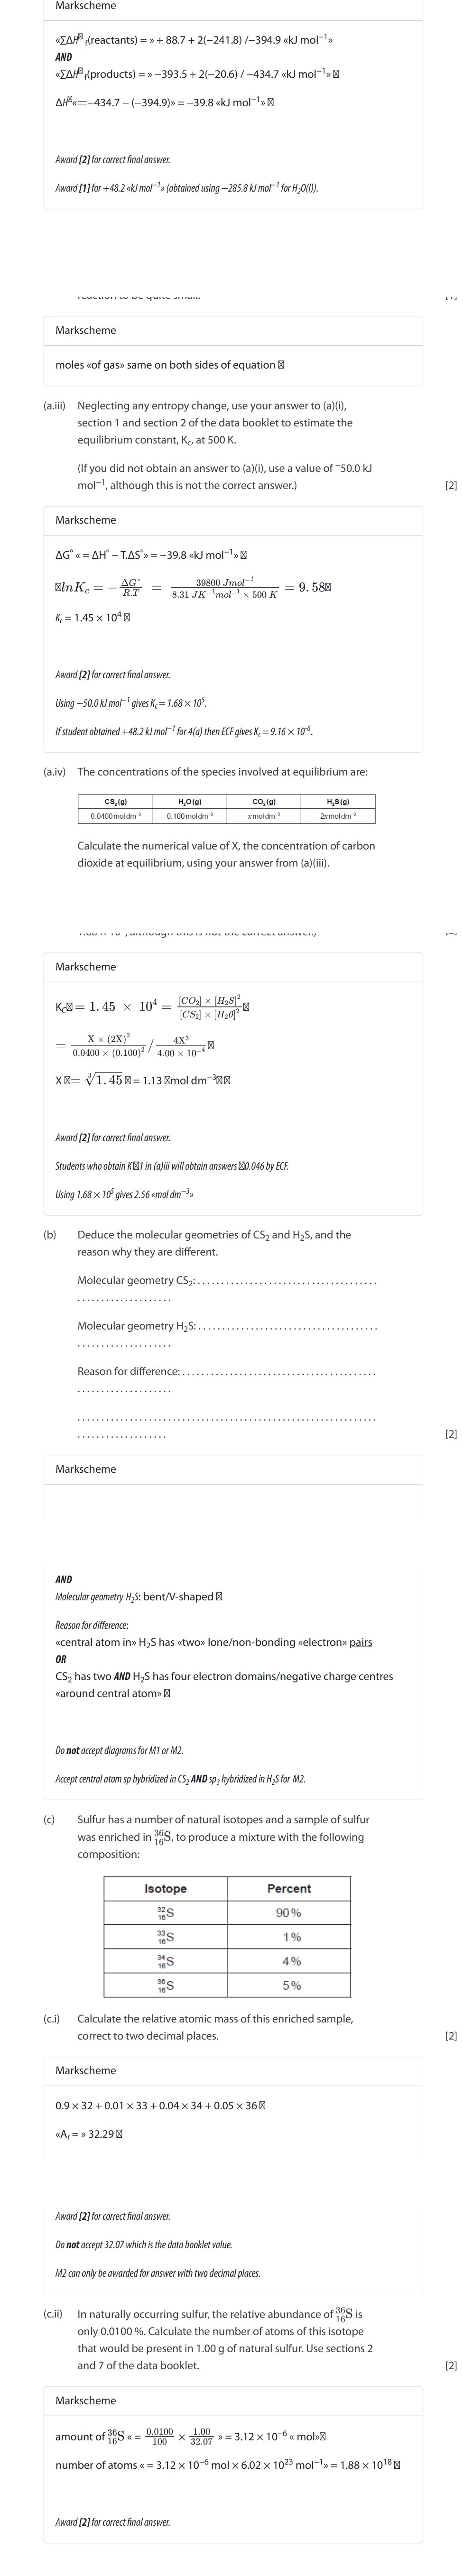 Markscheme
«∑ΔH⦵f(reactants) = » + 88.7 + 2(−241.8) /−394.9 «kJ mol⁻¹»
AND
«∑ΔH⦵f(products) = » −393.5 + 2(−20.6) / −434.7 «kJ mol⁻¹» 
ΔH⦵«=−434.7 − (−394.9)» = −39.8 «kJ mol⁻¹» 
Award [2] for correct final answer.
Award [1] for +48.2 «kJ mol⁻¹» (obtained using −285.8 kJ mol⁻¹ for H₂O(l)).
Markscheme
moles «of gas» same on both sides of equation 
(a.iii) Neglecting any entropy change, use your answer to (a)(i),
section 1 and section 2 of the data booklet to estimate the
equilibrium constant, Kc, at 500 K.
(If you did not obtain an answer to (a)(i), use a value of ⁻50.0 kJ
mol⁻¹, although this is not the correct answer.) [2]
Markscheme
ΔG° « = ΔH° − T.ΔS°» = −39.8 «kJ mol⁻¹» 
lnKc = − ΔG°/R.T = 39800 Jmol⁻¹ / 8.31 JK⁻¹mol⁻¹ × 500 K = 9.58
Kc = 1.45 × 10⁴ 
Award [2] for correct final answer.
Using −50.0 kJ mol⁻¹ gives Kc = 1.68 × 10⁵.
If student obtained +48.2 kJ mol⁻¹ for 4(a) then ECF gives Kc = 9.16 × 10⁻⁶.
(a.iv) The concentrations of the species involved at equilibrium are:
CS₂(g) H₂O(g) CO₂(g) H₂S(g)
0.0400 mol dm⁻³ 0.100 mol dm⁻³ x mol dm⁻³ 2x mol dm⁻³
Calculate the numerical value of X, the concentration of carbon
dioxide at equilibrium, using your answer from (a)(iii).
Markscheme
Kc = 1.45 × 10⁴ = [CO₂] × [H₂S]² / [CS₂] × [H₂0]²
= X × (2X)² / 0.0400 × (0.100)² / 4X³ / 4.00 × 10⁻⁴
X = ∛1.45 = 1.13 mol dm⁻³
Award [2] for correct final answer.
Students who obtain K1 in (a)iii will obtain answers 0.046 by ECF.
Using 1.68 × 10⁵ gives 2.56 «mol dm⁻³»
(b) Deduce the molecular geometries of CS₂ and H₂S, and the
reason why they are different.
Molecular geometry CS₂: ......................................
....................
Molecular geometry H₂S: ......................................
....................
Reason for difference: .........................................
....................
...............................................................
................... [2]
Markscheme
AND
Molecular geometry H₂S: bent/V-shaped 
Reason for difference:
«central atom in» H₂S has «two» lone/non-bonding «electron» pairs
OR
CS₂ has two AND H₂S has four electron domains/negative charge centres
«around central atom» 
Do not accept diagrams for M1 or M2.
Accept central atom sp hybridized in CS₂ AND sp₃ hybridized in H₂S for M2.
(c) Sulfur has a number of natural isotopes and a sample of sulfur
was enriched in ³⁶₁₆S, to produce a mixture with the following
composition:
Isotope Percent
³²₁₆S 90%
³³₁₆S 1%
³⁴₁₆S 4%
³⁶₁₆S 5%
(c.i) Calculate the relative atomic mass of this enriched sample,
correct to two decimal places. [2]
Markscheme
0.9 × 32 + 0.01 × 33 + 0.04 × 34 + 0.05 × 36 
«Ar = » 32.29 
Award [2] for correct final answer.
Do not accept 32.07 which is the data booklet value.
M2 can only be awarded for answer with two decimal places.
(c.ii) In naturally occurring sulfur, the relative abundance of ³⁶₁₆S is
only 0.0100 %. Calculate the number of atoms of this isotope
that would be present in 1.00 g of natural sulfur. Use sections 2
and 7 of the data booklet. [2]
Markscheme
amount of ³⁶₁₆S « = 0.0100/100 × 1.00/32.07 » = 3.12 × 10⁻⁶ « mol»
number of atoms « = 3.12 × 10⁻⁶ mol × 6.02 × 10²³ mol⁻¹» = 1.88 × 10¹⁸ 
Award [2] for correct final answer.